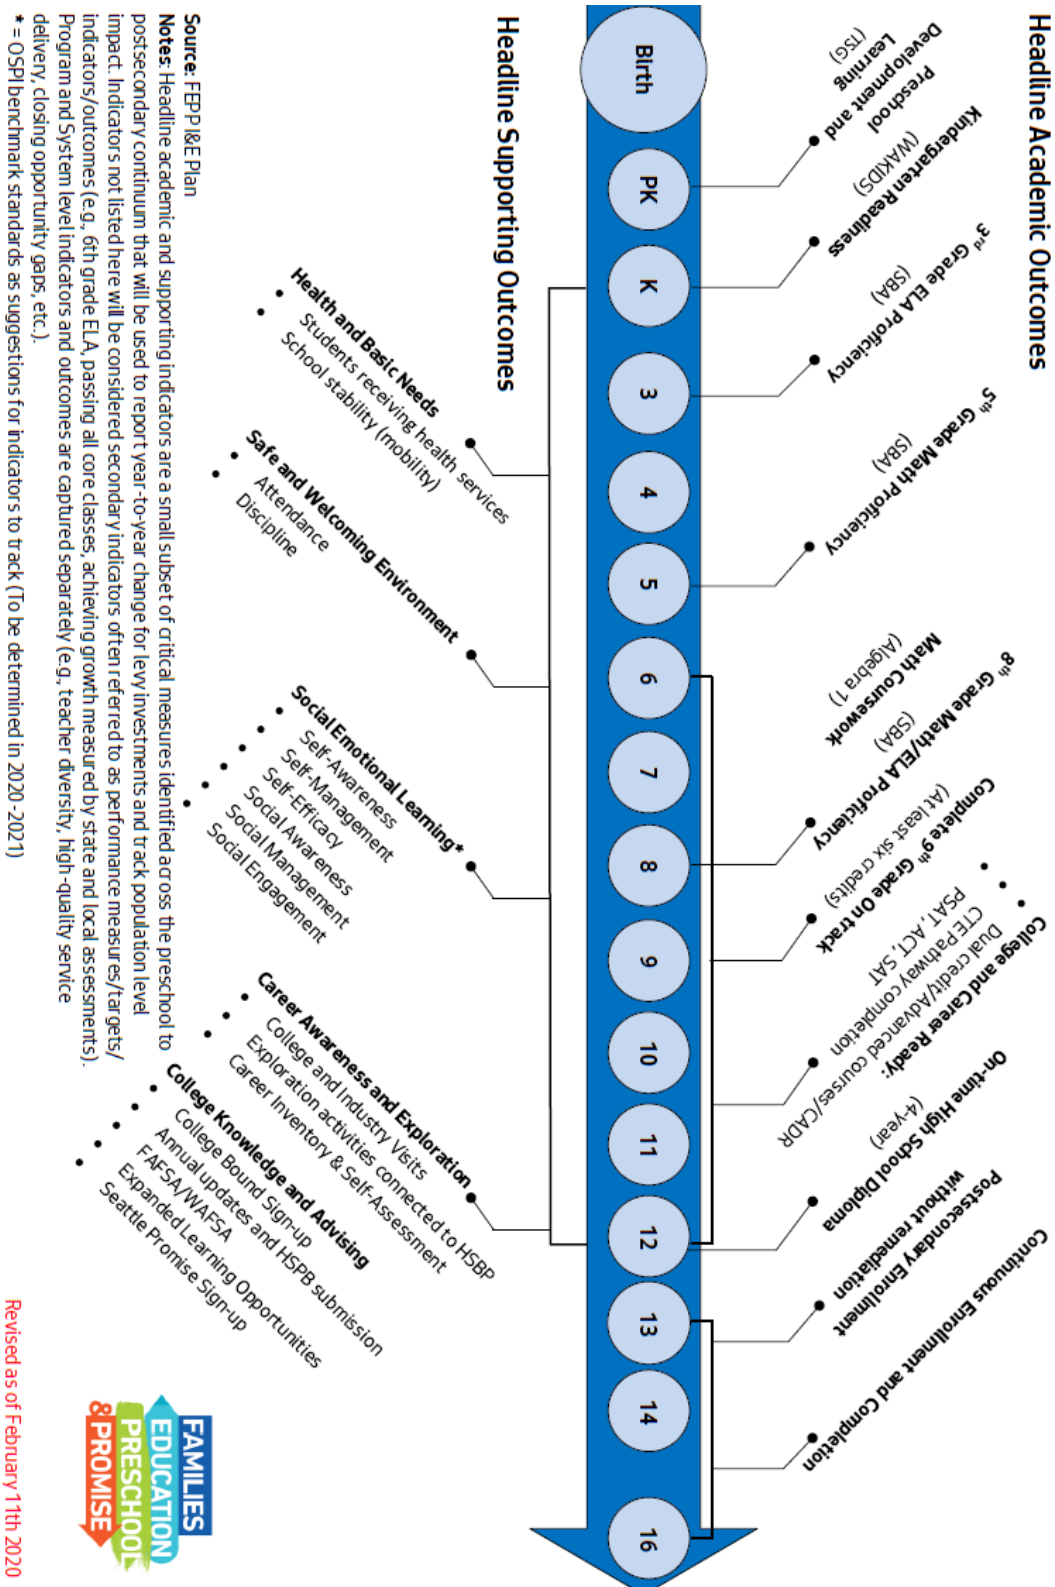 Headline Academic Outcomes
Preschool
Development and
Learning
(TSG)
Kindergarten Readiness
(WAKIDS)
3rd Grade ELA Proficiency
(SBA)
5th Grade Math Proficiency
(SBA)
Math Coursework
(Algebra 1)
8th Grade Math/ELA Proficiency
(SBA)
Complete 9th Grade On track
(At least six credits)
College and Career Ready:
• Dual credit/Advanced courses/CADR
• CTE Pathway completion
• PSAT, ACT, SAT
On-time High School Diploma
(4-year)
Postsecondary Enrollment
without remediation
Continuous Enrollment and Completion
Birth
PK
K
3
4
5
6
7
8
9
10
11
12
13
14
16
Headline Supporting Outcomes
Health and Basic Needs
• Students receiving health services
• School stability (mobility)
Safe and Welcoming Environment
• Attendance
• Discipline
Social Emotional Learning*
• Self-Awareness
• Self-Management
• Self-Efficacy
• Social Awareness
• Social Management
• Social Engagement
Career Awareness and Exploration
• College and Industry Visits
• Exploration activities connected to HSBP
• Career Inventory & Self-Assessment
College Knowledge and Advising
• College Bound Sign-up
• Annual updates and HSPB submission
• FAFSA/WAFSA
• Expanded Learning Opportunities
• Seattle Promise Sign-up
Source: FEPP I&E Plan
Notes: Headline academic and supporting indicators are a small subset of critical measures identified across the preschool to
postsecondary continuum that will be used to report year-to-year change for levy investments and track population level
impact. Indicators not listed here will be considered secondary indicators often referred to as performance measures/targets/
indicators/outcomes (e.g., 6th grade ELA, passing all core classes, achieving growth measured by state and local assessments).
Program and System level indicators and outcomes are captured separately (e.g., teacher diversity, high-quality service
delivery, closing opportunity gaps, etc.).
* = OSPI benchmark standards as suggestions for indicators to track (To be determined in 2020-2021)
FAMILIES
EDUCATION
PRESCHOOL
& PROMISE
Revised as of February 11th 2020